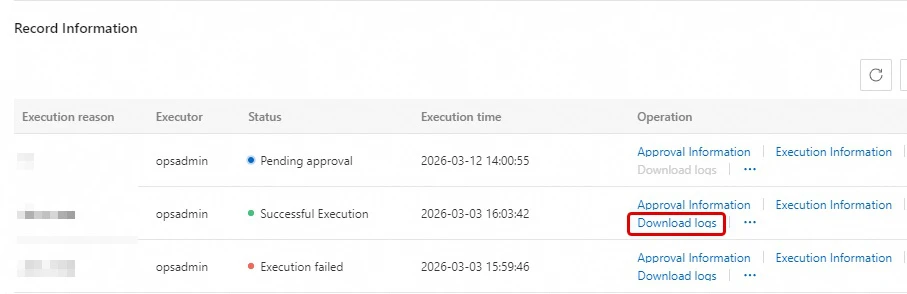 Record Information
Execution reason Executor Status Execution time Operation
opsadmin Pending approval 2026-03-12 14:00:55 Approval Information Execution Information
Download logs ...
opsadmin Successful Execution 2026-03-03 16:03:42 Approval Information Execution Information
Download logs ...
opsadmin Execution failed 2026-03-03 15:59:46 Approval Information Execution Information
Download logs ...